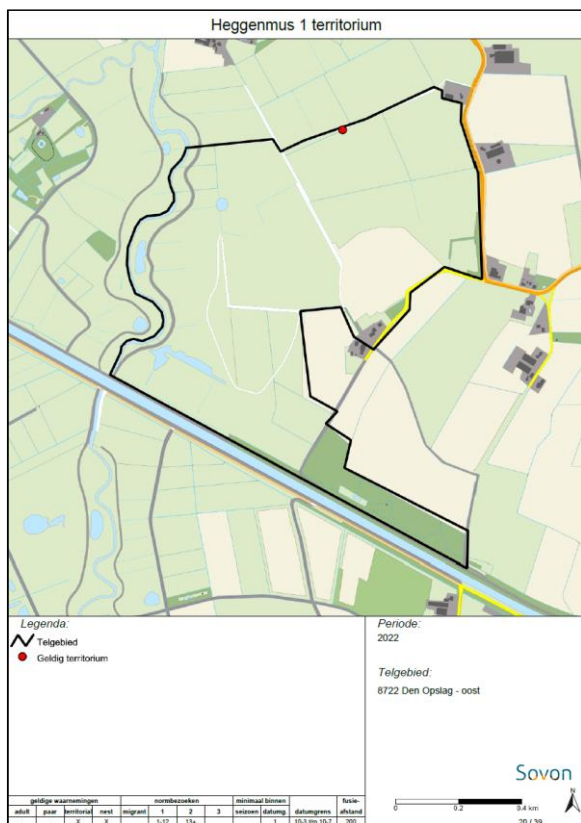 Heggenmus 1 territorium
Legenda:
Telgebied
Geldig territorium
Periode:
2022
Telgebied:
8722 Den Opslag - oost
Sovon
0 0.2 0.4 km
N
20 / 39
geldige waarnemingen normbezoeken minimaal binnen fusie-
adult paar territorial nest migrant 1 2 3 seizoen datumg. datumgrens afstand
X X 1-12 13+ 1 10-3 t/m 10-7 200